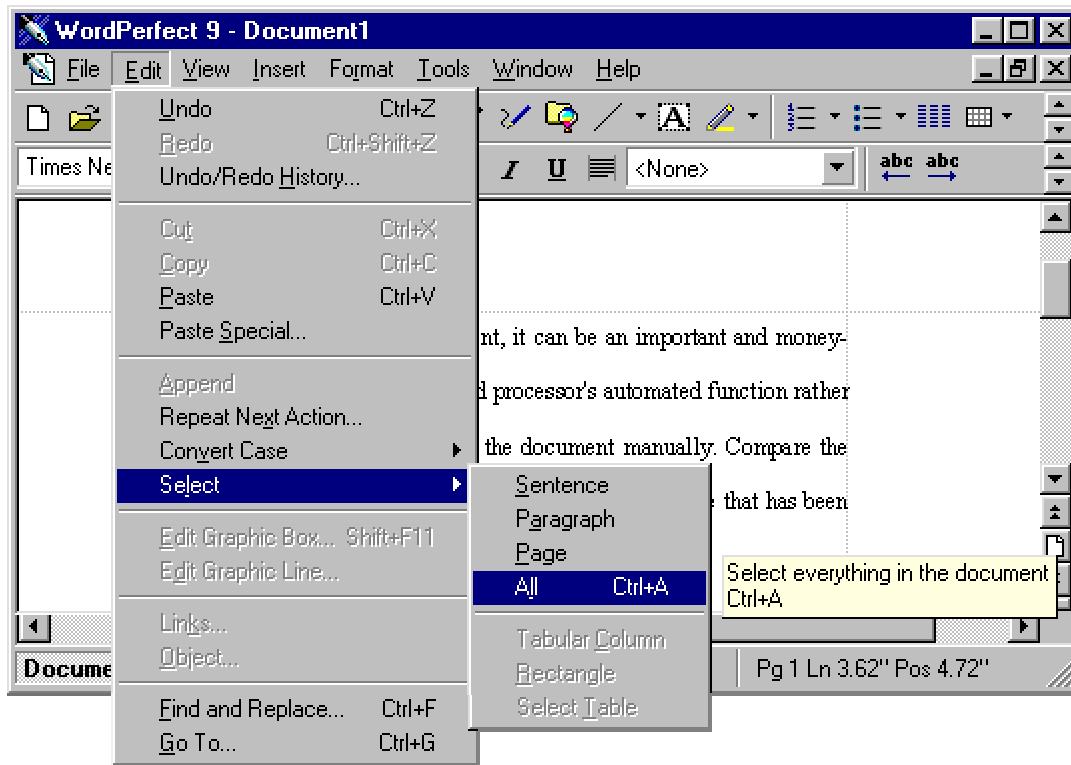 WordPerfect 9 - Document1
File Edit View Insert Format Tools Window Help
Times Ne
I U <None> abc abc
Undo Ctrl+Z
Redo Ctrl+Shift+Z
Undo/Redo History...
Cut Ctrl+X
Copy Ctrl+C
Paste Ctrl+V
Paste Special...
Append
Repeat Next Action...
Convert Case
Select
Edit Graphic Box... Shift+F11
Edit Graphic Line...
Links...
Object...
Find and Replace... Ctrl+F
Go To... Ctrl+G
nt, it can be an important and money-
d processor's automated function rather
the document manually. Compare the
that has been
Sentence
Paragraph
Page
All Ctrl+A
Tabular Column
Rectangle
Select Table
Select everything in the document
Ctrl+A
Docume
Pg 1 Ln 3.62" Pos 4.72"